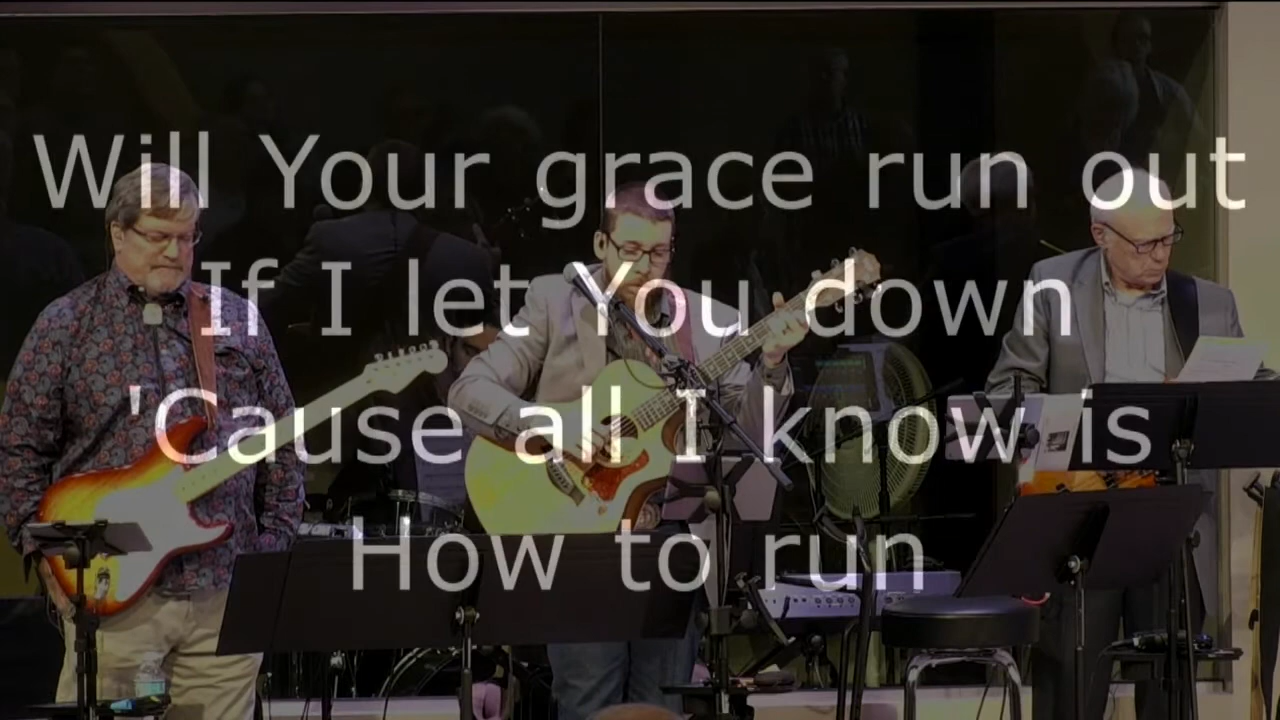 Will Your grace run out
If I let You down
'Cause all I know is
How to run